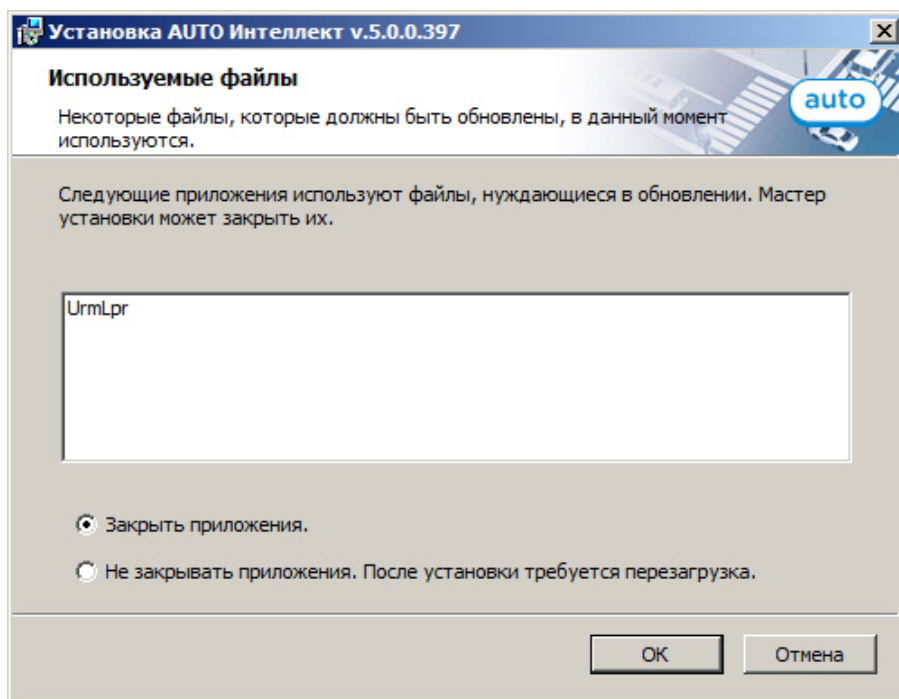 Установка AUTO Интеллект v.5.0.0.397
Используемые файлы
auto
Некоторые файлы, которые должны быть обновлены, в данный момент
используются.
Следующие приложения используют файлы, нуждающиеся в обновлении. Мастер
установки может закрыть их.
UrmLpr
Закрыть приложения.
Не закрывать приложения. После установки требуется перезагрузка.
ОК
Отмена